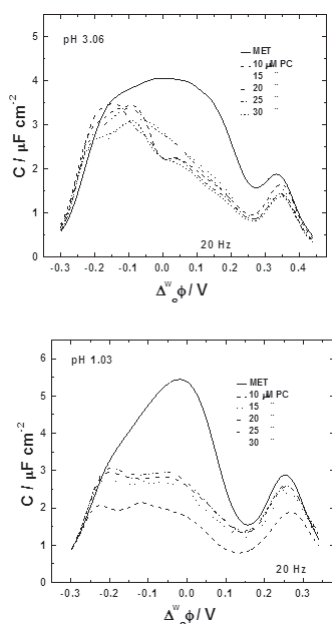 pH 3.06
5
4
3
2
1
0
C / μF cm-2
MET
10 μM PC
15 "
20 "
25 "
30 "
20 Hz
-0.3 -0.2 -0.1 0.0 0.1 0.2 0.3 0.4
Δwoϕ / V
pH 1.03
6
5
4
3
2
1
0
C / μF cm-2
MET
10 μM PC
15 "
20 "
25 "
30 "
20 Hz
-0.3 -0.2 -0.1 0.0 0.1 0.2 0.3
Δwoϕ / V